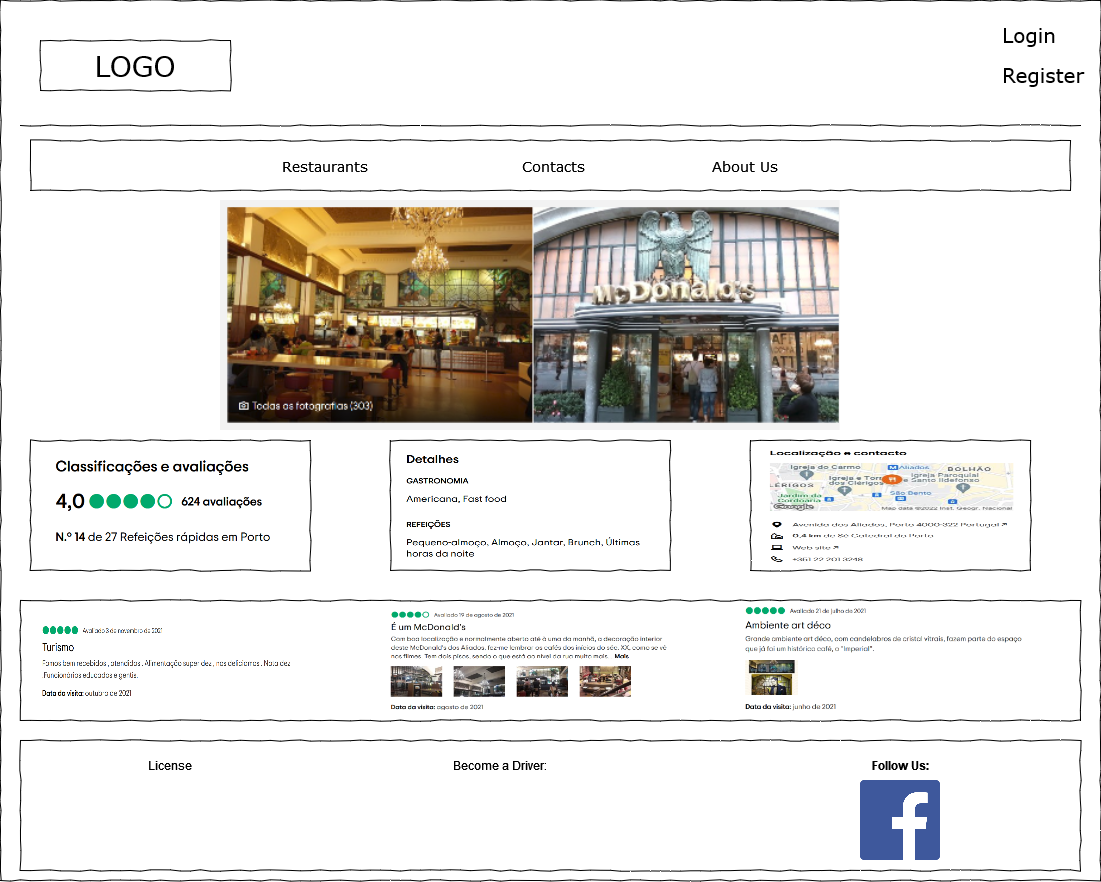 LOGO
Login
Register
Restaurants
Contacts
About Us
McDonald's
Todas as fotografias (303)
Classificações e avaliações
4,0 624 avaliações
N.º 14 de 27 Refeições rápidas em Porto
Detalhes
GASTRONOMIA
Americana, Fast food
REFEIÇÕES
Pequeno-almoço, Almoço, Jantar, Brunch, Últimas
horas da noite
Localização e contacto
Igreja do Carmo
Aliados
BOLHÃO
Igreja e Torre
dos Clérigos
Igreja Paroquial
de Santo Ildefonso
LÉRIGOS
Jardim da
Cordoaria
São Bento
Google
Map data ©2022 Inst. Geogr. Nacional
Avenida dos Aliados, Porto 4000-322 Portugal
0,4 km de Sé Catedral do Porto
Web site
+351 22 201 3248
Avaliado 3 de novembro de 2021
Turismo
Fomos bem recebidos , atendidos . Alimentação super dez , nos deliciamos . Nota dez
.Funcionários educados e gentis.
Data da visita: outubro de 2021
Avaliado 19 de agosto de 2021
É um McDonald's
Com boa localização e normalmente aberto até à uma da manhã, a decoração interior
deste McDonald's dos Aliados, fez-me lembrar os cafés dos inícios do séc. XX, como se vê
nos filmes. Tem dois pisos, sendo o que está ao nível da rua muito mais... Mais
Data da visita: agosto de 2021
Avaliado 21 de julho de 2021
Ambiente art déco
Grande ambiente art déco, com candelabros de cristal vitrais, fazem parte do espaço
que já foi um histórico café, o "Imperial".
Data da visita: junho de 2021
License
Become a Driver:
Follow Us: